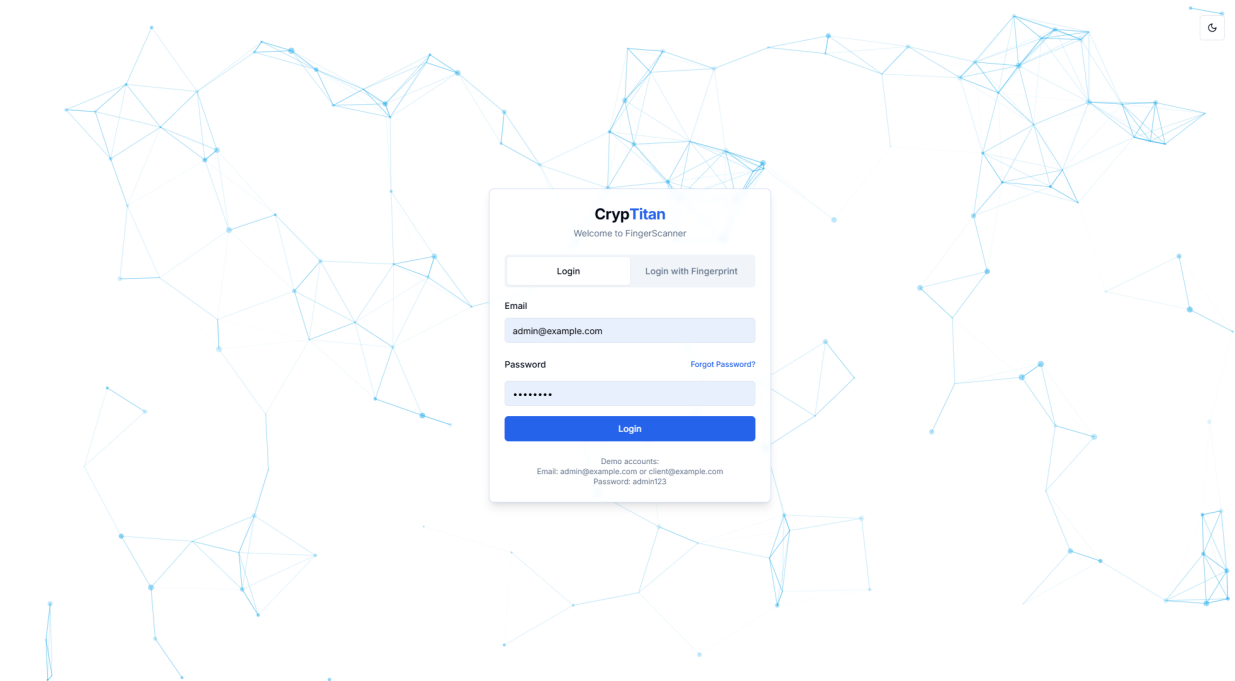 CrypTitan
Welcome to FingerScanner
Login
Login with Fingerprint
Email
admin@example.com
Password
Forgot Password?
••••••••
Login
Demo accounts:
Email: admin@example.com or client@example.com
Password: admin123